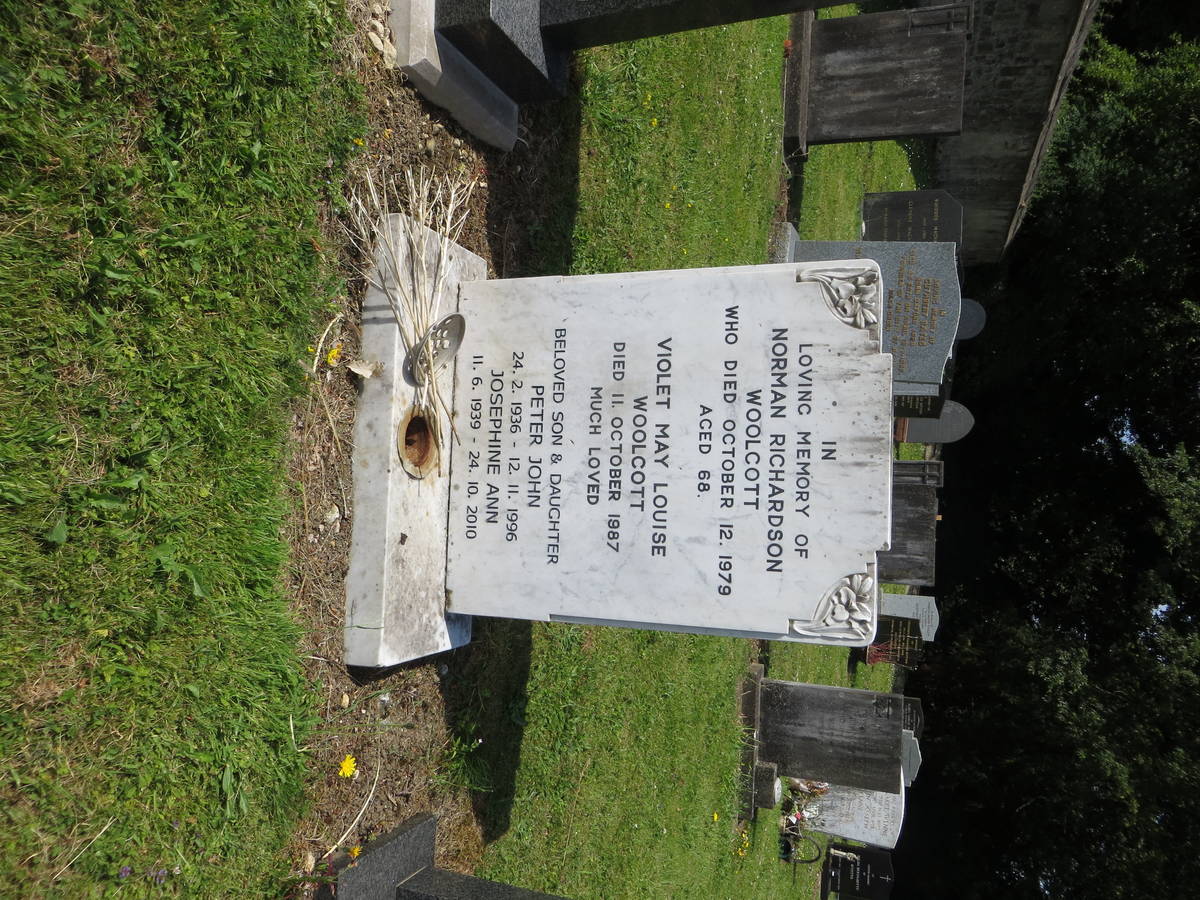 IN
LOVING MEMORY OF
NORMAN RICHARDSON
WOOLCOTT
WHO DIED OCTOBER 12. 1979
AGED 68.
VIOLET MAY LOUISE
WOOLCOTT
DIED 11. OCTOBER 1987
MUCH LOVED
BELOVED SON & DAUGHTER
PETER JOHN
24. 2. 1936 - 12. 11. 1996
JOSEPHINE ANN
11. 6. 1939 - 24. 10. 2010